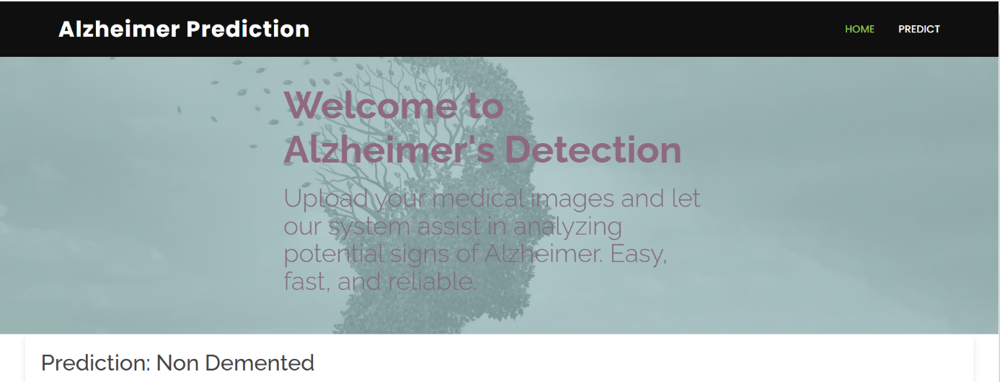 Alzheimer Prediction
HOME PREDICT
Welcome to
Alzheimer's Detection
Upload your medical images and let
our system assist in analyzing
potential signs of Alzheimer. Easy,
fast, and reliable.
Prediction: Non Demented